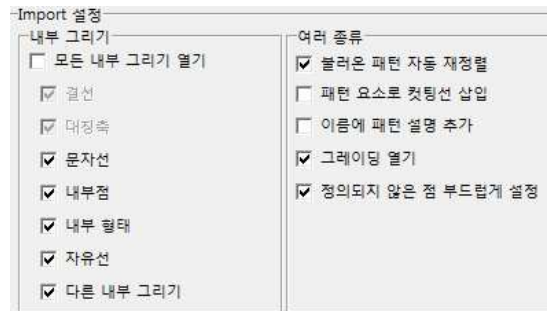 Import 설정
내부 그리기
모든 내부 그리기 열기
결선
대칭축
문자선
내부점
내부 형태
자유선
다른 내부 그리기
여러 종류
불러온 패턴 자동 재정렬
패턴 요소로 컷팅선 삽입
이름에 패턴 설명 추가
그레이딩 열기
정의되지 않은 점 부드럽게 설정